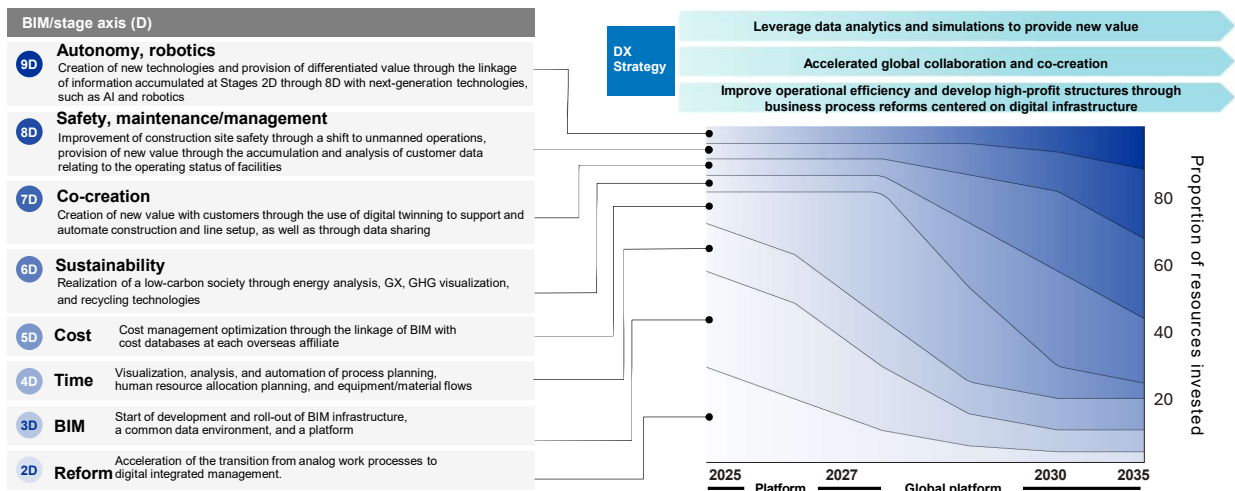 BIM/stage axis (D)
9D
Autonomy, robotics
Creation of new technologies and provision of differentiated value through the linkage
of information accumulated at Stages 2D through 8D with next-generation technologies,
such as AI and robotics
8D
Safety, maintenance/management
Improvement of construction site safety through a shift to unmanned operations,
provision of new value through the accumulation and analysis of customer data
relating to the operating status of facilities
7D
Co-creation
Creation of new value with customers through the use of digital twinning to support and
automate construction and line setup, as well as through data sharing
6D
Sustainability
Realization of a low-carbon society through energy analysis, GX, GHG visualization,
and recycling technologies
5D
Cost
Cost management optimization through the linkage of BIM with
cost databases at each overseas affiliate
4D
Time
Visualization, analysis, and automation of process planning,
human resource allocation planning, and equipment/material flows
3D
BIM
Start of development and roll-out of BIM infrastructure,
a common data environment, and a platform
2D
Reform
Acceleration of the transition from analog work processes to
digital integrated management.
DX
Strategy
Leverage data analytics and simulations to provide new value
Accelerated global collaboration and co-creation
Improve operational efficiency and develop high-profit structures through
business process reforms centered on digital infrastructure
80
60
40
20
Proportion of resources invested
2025
2027
2030
2035
Platform
Global platform